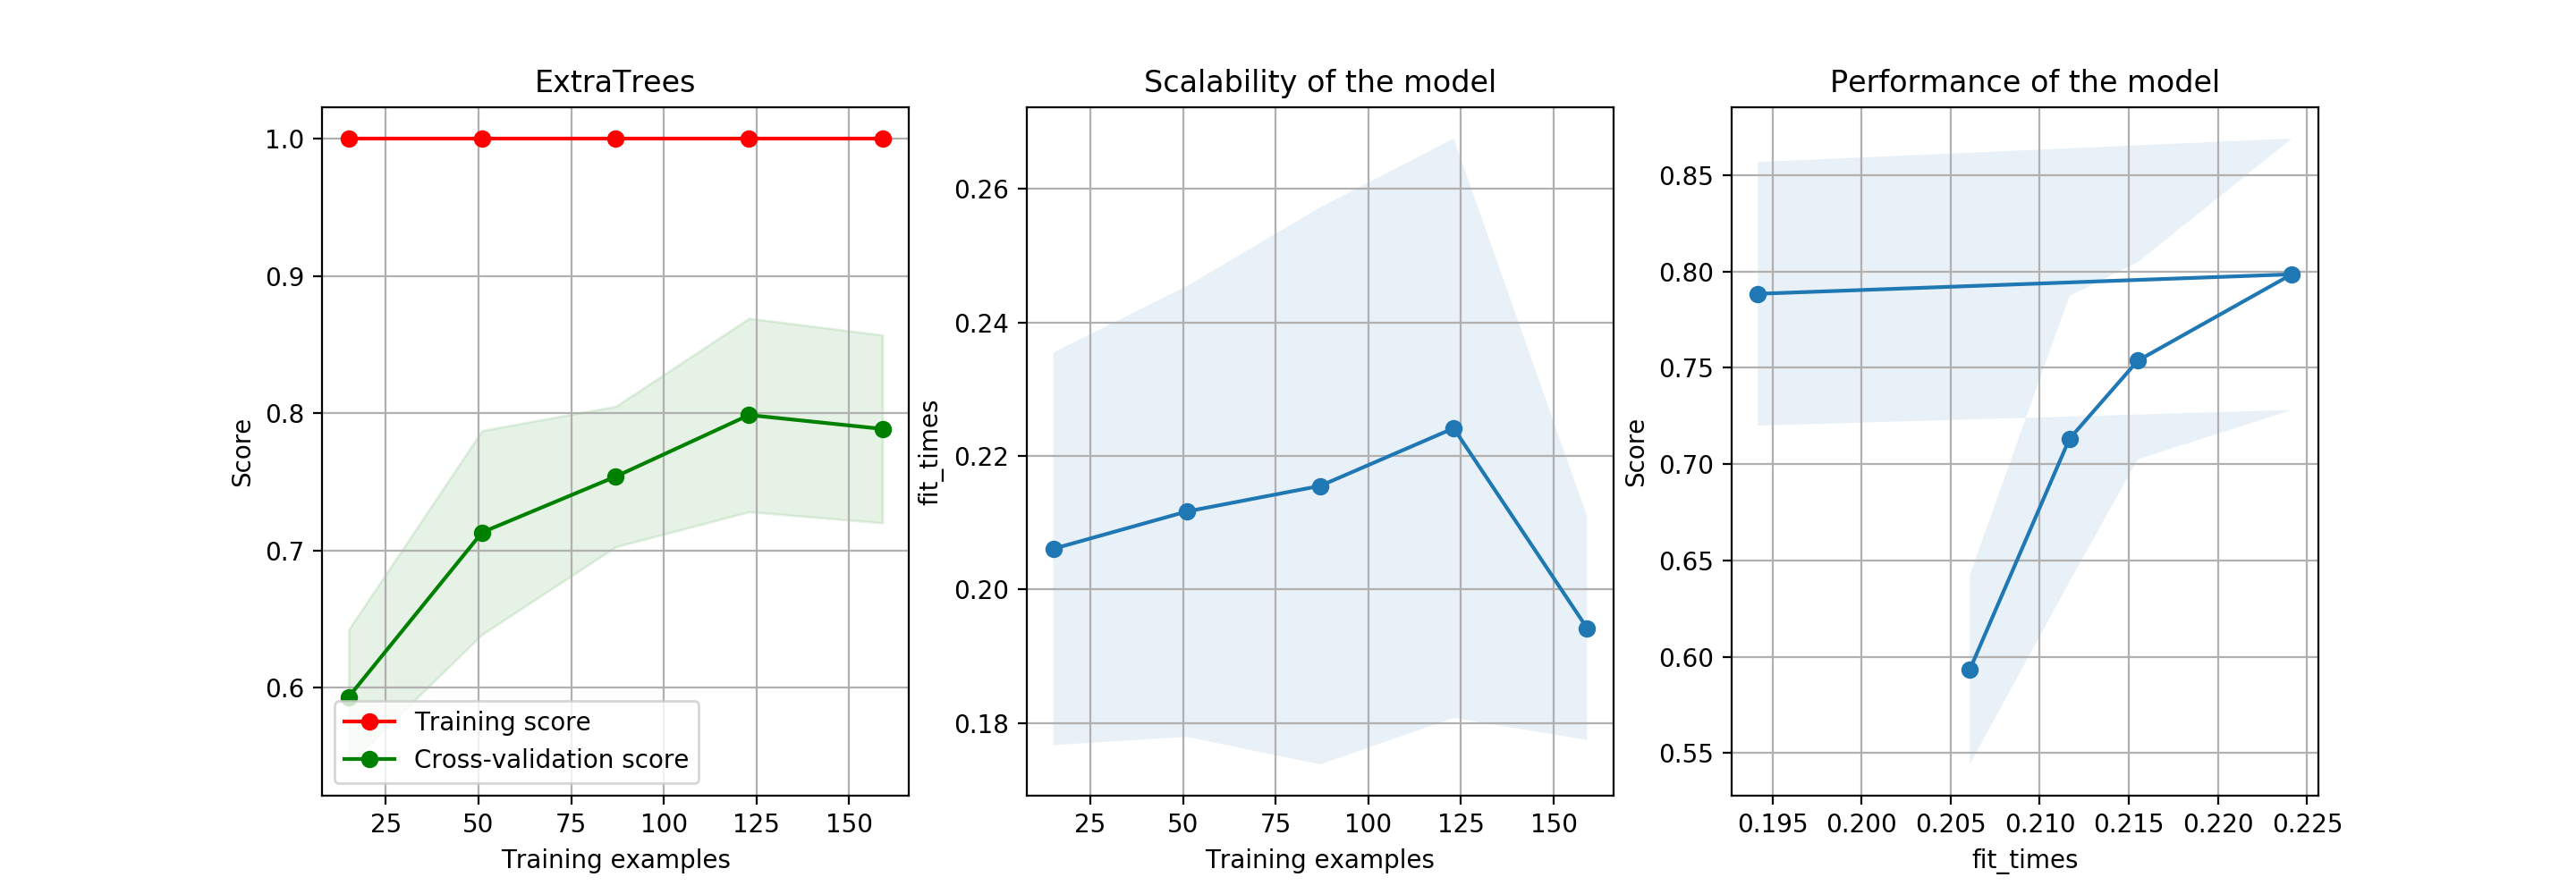 ExtraTrees
1.0
0.9
0.8
0.7
0.6
Score
Training score
Cross-validation score
25 50 75 100 125 150
Training examples
Scalability of the model
0.26
0.24
0.22
0.20
0.18
fit_times
25 50 75 100 125 150
Training examples
Performance of the model
0.85
0.80
0.75
0.70
0.65
0.60
0.55
Score
0.195 0.200 0.205 0.210 0.215 0.220 0.225
fit_times